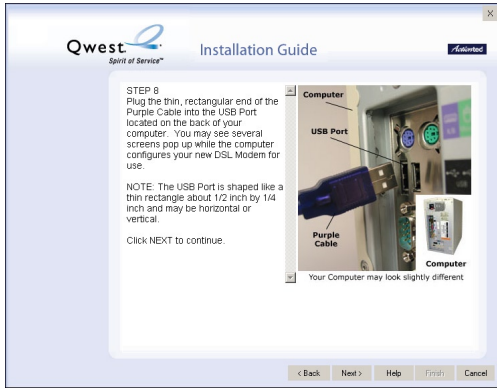 Qwest.
Spirit of Service™
Installation Guide
Actiontec
STEP 8
Plug the thin, rectangular end of the
Purple Cable into the USB Port
located on the back of your
computer. You may see several
screens pop up while the computer
configures your new DSL Modem for
use.
NOTE: The USB Port is shaped like a
thin rectangle about 1/2 inch by 1/4
inch and may be horizontal or
vertical.
Click NEXT to continue.
Computer
USB Port
Purple
Cable
Computer
Your Computer may look slightly different
< Back
Next >
Help
Finish
Cancel